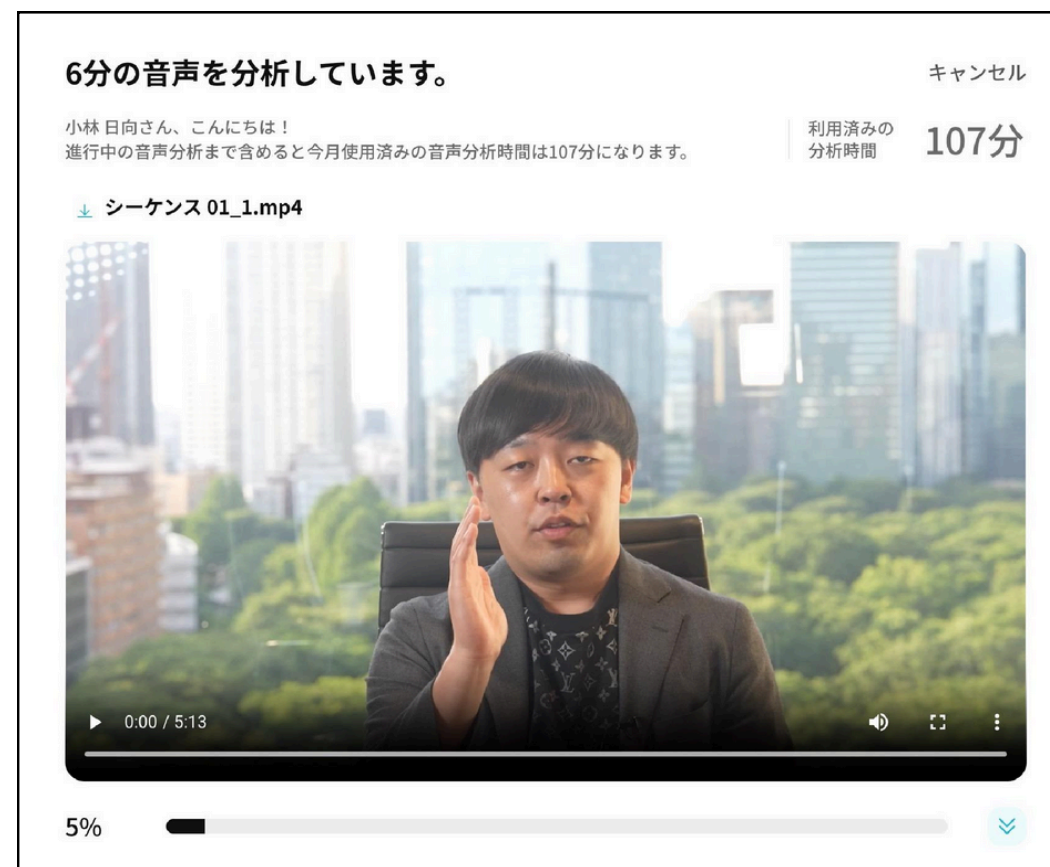 6分の音声を分析しています。
キャンセル
小林 日向さん、こんにちは！
進行中の音声分析まで含めると今月使用済みの音声分析時間は107分になります。
利用済みの
分析時間
107分
シーケンス 01_1.mp4
0:00 / 5:13
5%